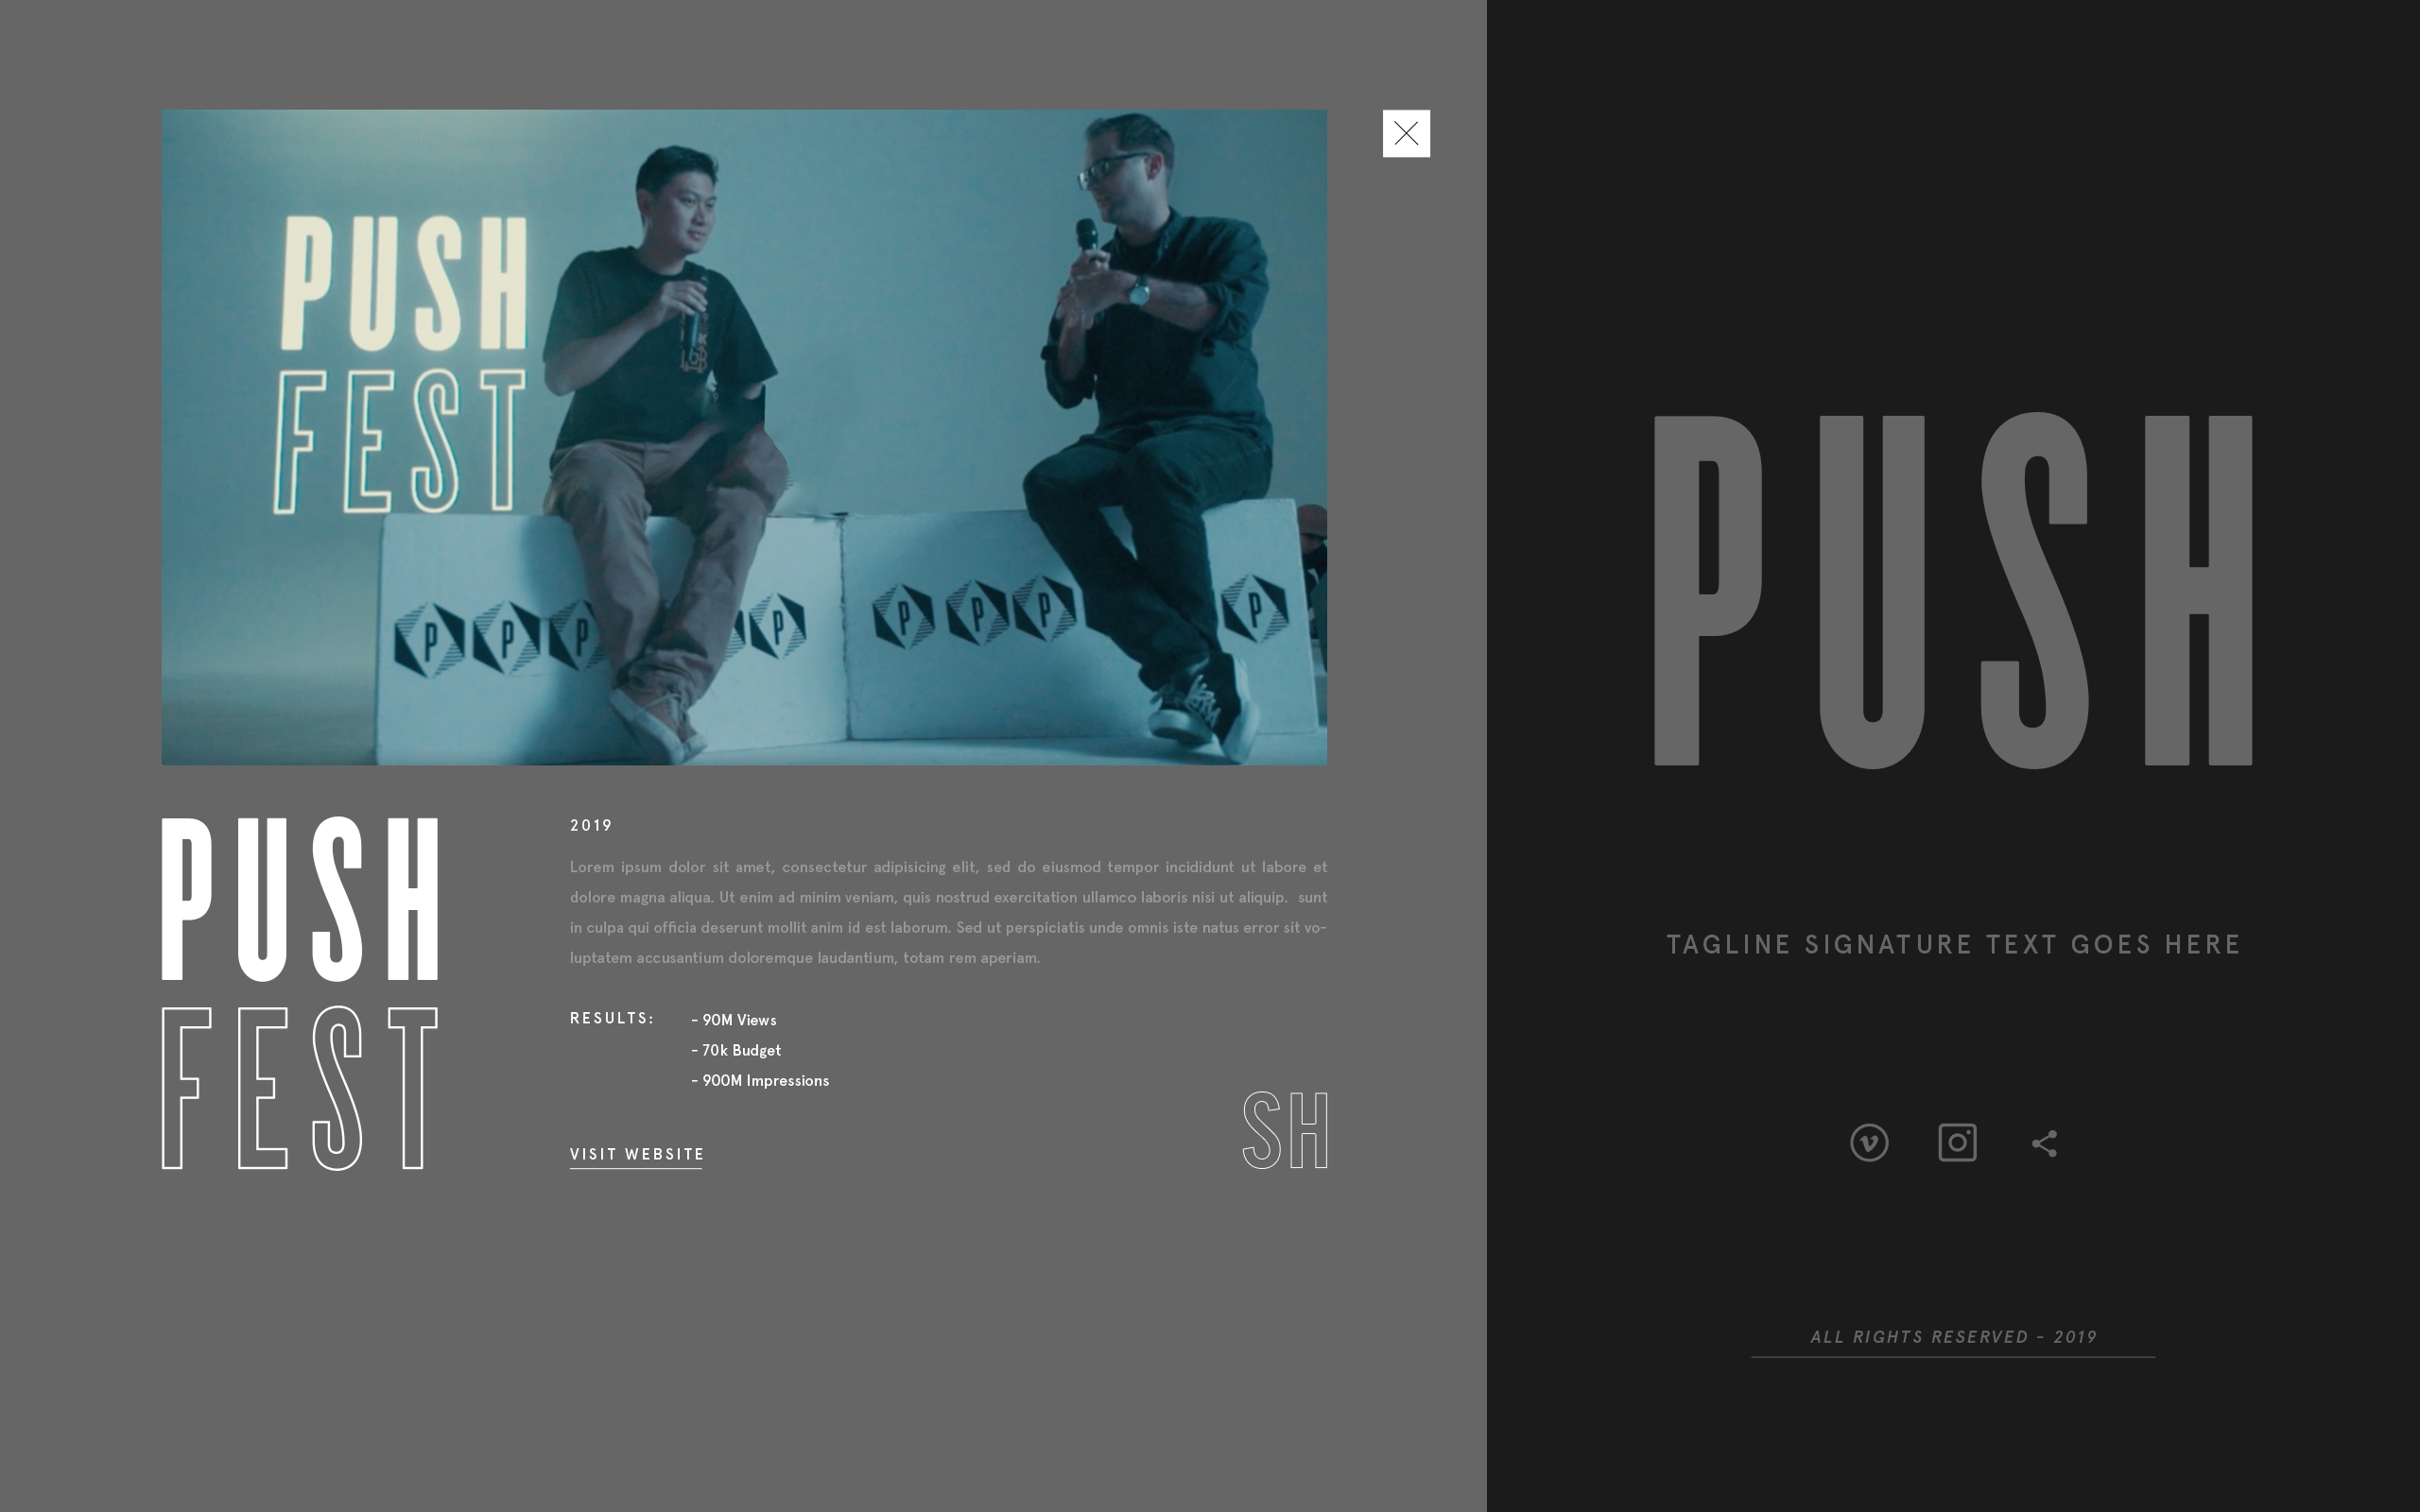 PUSH
FEST
P P P P P P P P
2019
Lorem ipsum dolor sit amet, consectetur adipisicing elit, sed do eiusmod tempor incididunt ut labore et
dolore magna aliqua. Ut enim ad minim veniam, quis nostrud exercitation ullamco laboris nisi ut aliquip. sunt
in culpa qui officia deserunt mollit anim id est laborum. Sed ut perspiciatis unde omnis iste natus error sit vo-
luptatem accusantium doloremque laudantium, totam rem aperiam.
PUSH
FEST
RESULTS:
- 90M Views
- 70k Budget
- 900M Impressions
VISIT WEBSITE
SH
PUSH
TAGLINE SIGNATURE TEXT GOES HERE
ALL RIGHTS RESERVED - 2019